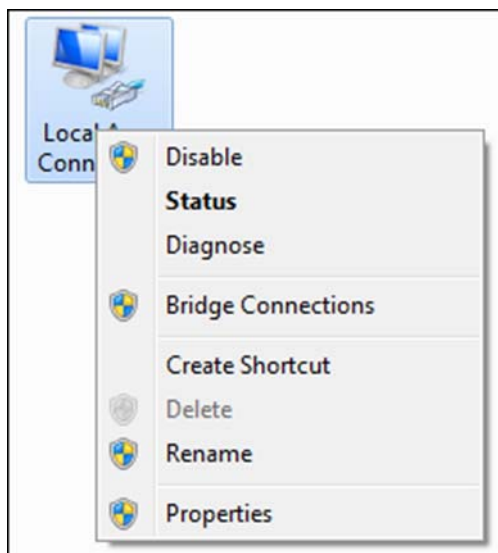 Local
Conn
Disable
Status
Diagnose
Bridge Connections
Create Shortcut
Delete
Rename
Properties